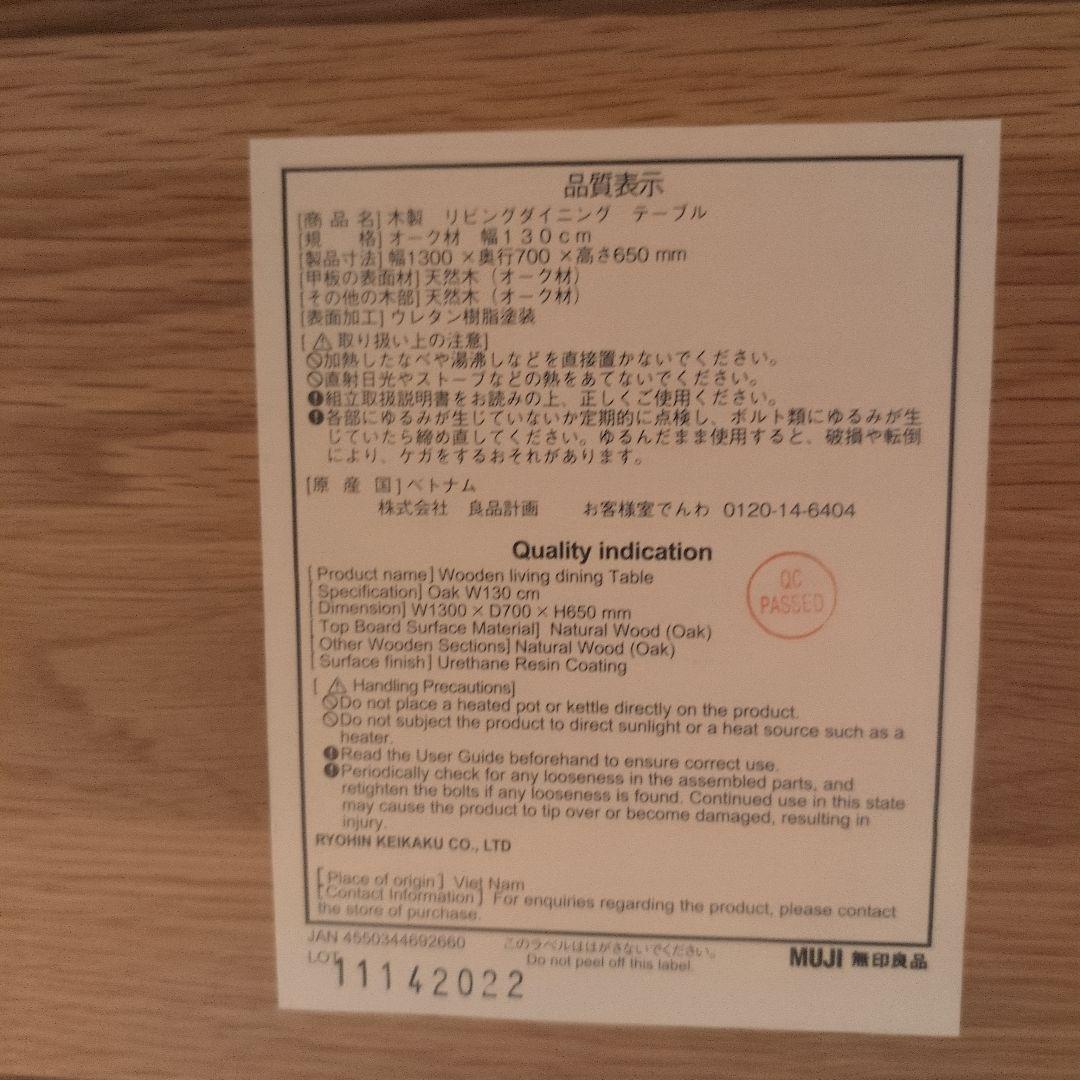 品質表示
[商 品 名] 木製 リビングダイニング テーブル
[規 格] オーク材 幅130cm
[製品寸法] 幅1300 ×奥行700 ×高さ650 mm
[甲板の表面材] 天然木（オーク材）
[その他の木部] 天然木（オーク材）
[表面加工] ウレタン樹脂塗装
[ ⚠ 取り扱い上の注意]
🛇加熱したなべや湯沸しなどを直接置かないでください。
🛇直射日光やストーブなどの熱をあてないでください。
❗組立取扱説明書をお読みの上、正しくご使用ください。
❗各部にゆるみが生じていないか定期的に点検し、ボルト類にゆるみが生
じていたら締め直してください。ゆるんだまま使用すると、破損や転倒
により、ケガをするおそれがあります。
[原 産 国] ベトナム
株式会社 良品計画 お客様室でんわ 0120-14-6404
Quality indication
[ Product name] Wooden living dining Table
[ Specification] Oak W130 cm
[ Dimension] W1300 × D700 × H650 mm
[ Top Board Surface Material] Natural Wood (Oak)
[ Other Wooden Sections] Natural Wood (Oak)
[ Surface finish] Urethane Resin Coating
QC
PASSED
[ ⚠ Handling Precautions]
🛇Do not place a heated pot or kettle directly on the product.
🛇Do not subject the product to direct sunlight or a heat source such as a
heater.
❗Read the User Guide beforehand to ensure correct use.
❗Periodically check for any looseness in the assembled parts, and
retighten the bolts if any looseness is found. Continued use in this state
may cause the product to tip over or become damaged, resulting in
injury.
RYOHIN KEIKAKU CO., LTD
[ Place of origin ] Viet Nam
[ Contact Information ] For enquiries regarding the product, please contact
the store of purchase.
JAN 4550344692660 このラベルははがさないでください。
Do not peel off this label.
MUJI 無印良品
LOT 11142022